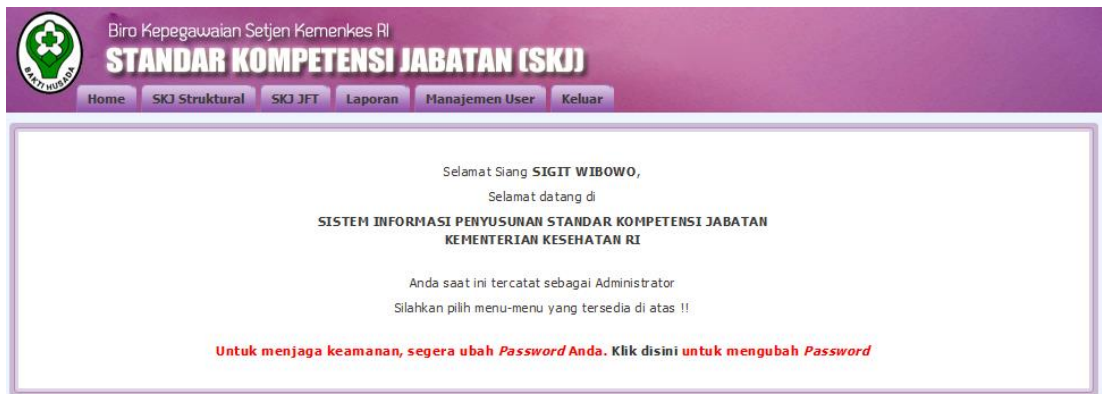 Biro Kepegawaian Setjen Kemenkes RI
STANDAR KOMPETENSI JABATAN (SKJ)
BAKTI HUSADA
Home SKJ Struktural SKJ JFT Laporan Manajemen User Keluar
Selamat Siang SIGIT WIBOWO,
Selamat datang di
SISTEM INFORMASI PENYUSUNAN STANDAR KOMPETENSI JABATAN
KEMENTERIAN KESEHATAN RI
Anda saat ini tercatat sebagai Administrator
Silahkan pilih menu-menu yang tersedia di atas !!
Untuk menjaga keamanan, segera ubah Password Anda. Klik disini untuk mengubah Password